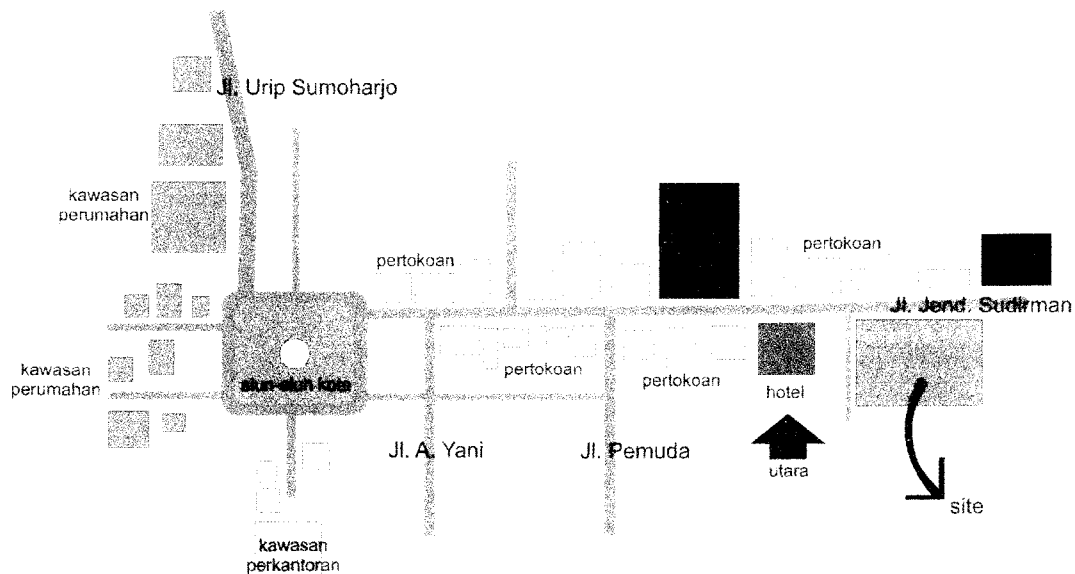 Jl. Urip Sumoharjo
kawasan
perumahan
pertokoan
pertokoan
Jl. Jend. Sudirman
kawasan
perumahan
alun-alun kota
pertokoan
pertokoan
hotel
Jl. A. Yani
Jl. Pemuda
utara
site
kawasan
perkantoran